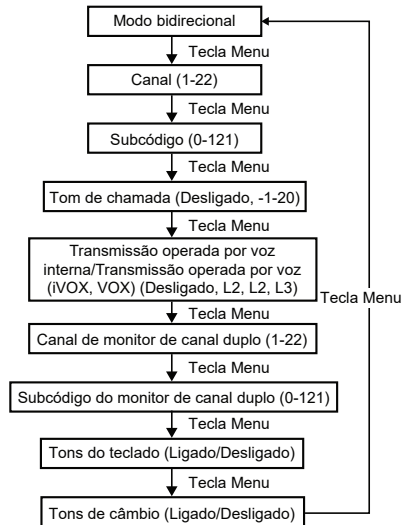 Modo bidirecional
Tecla Menu
Canal (1-22)
Tecla Menu
Subcódigo (0-121)
Tecla Menu
Tom de chamada (Desligado, -1-20)
Tecla Menu
Transmissão operada por voz
interna/Transmissão operada por voz
(iVOX, VOX) (Desligado, L2, L2, L3)
Tecla Menu
Tecla Menu
Canal de monitor de canal duplo (1-22)
Tecla Menu
Subcódigo do monitor de canal duplo (0-121)
Tecla Menu
Tons do teclado (Ligado/Desligado)
Tecla Menu
Tons de câmbio (Ligado/Desligado)